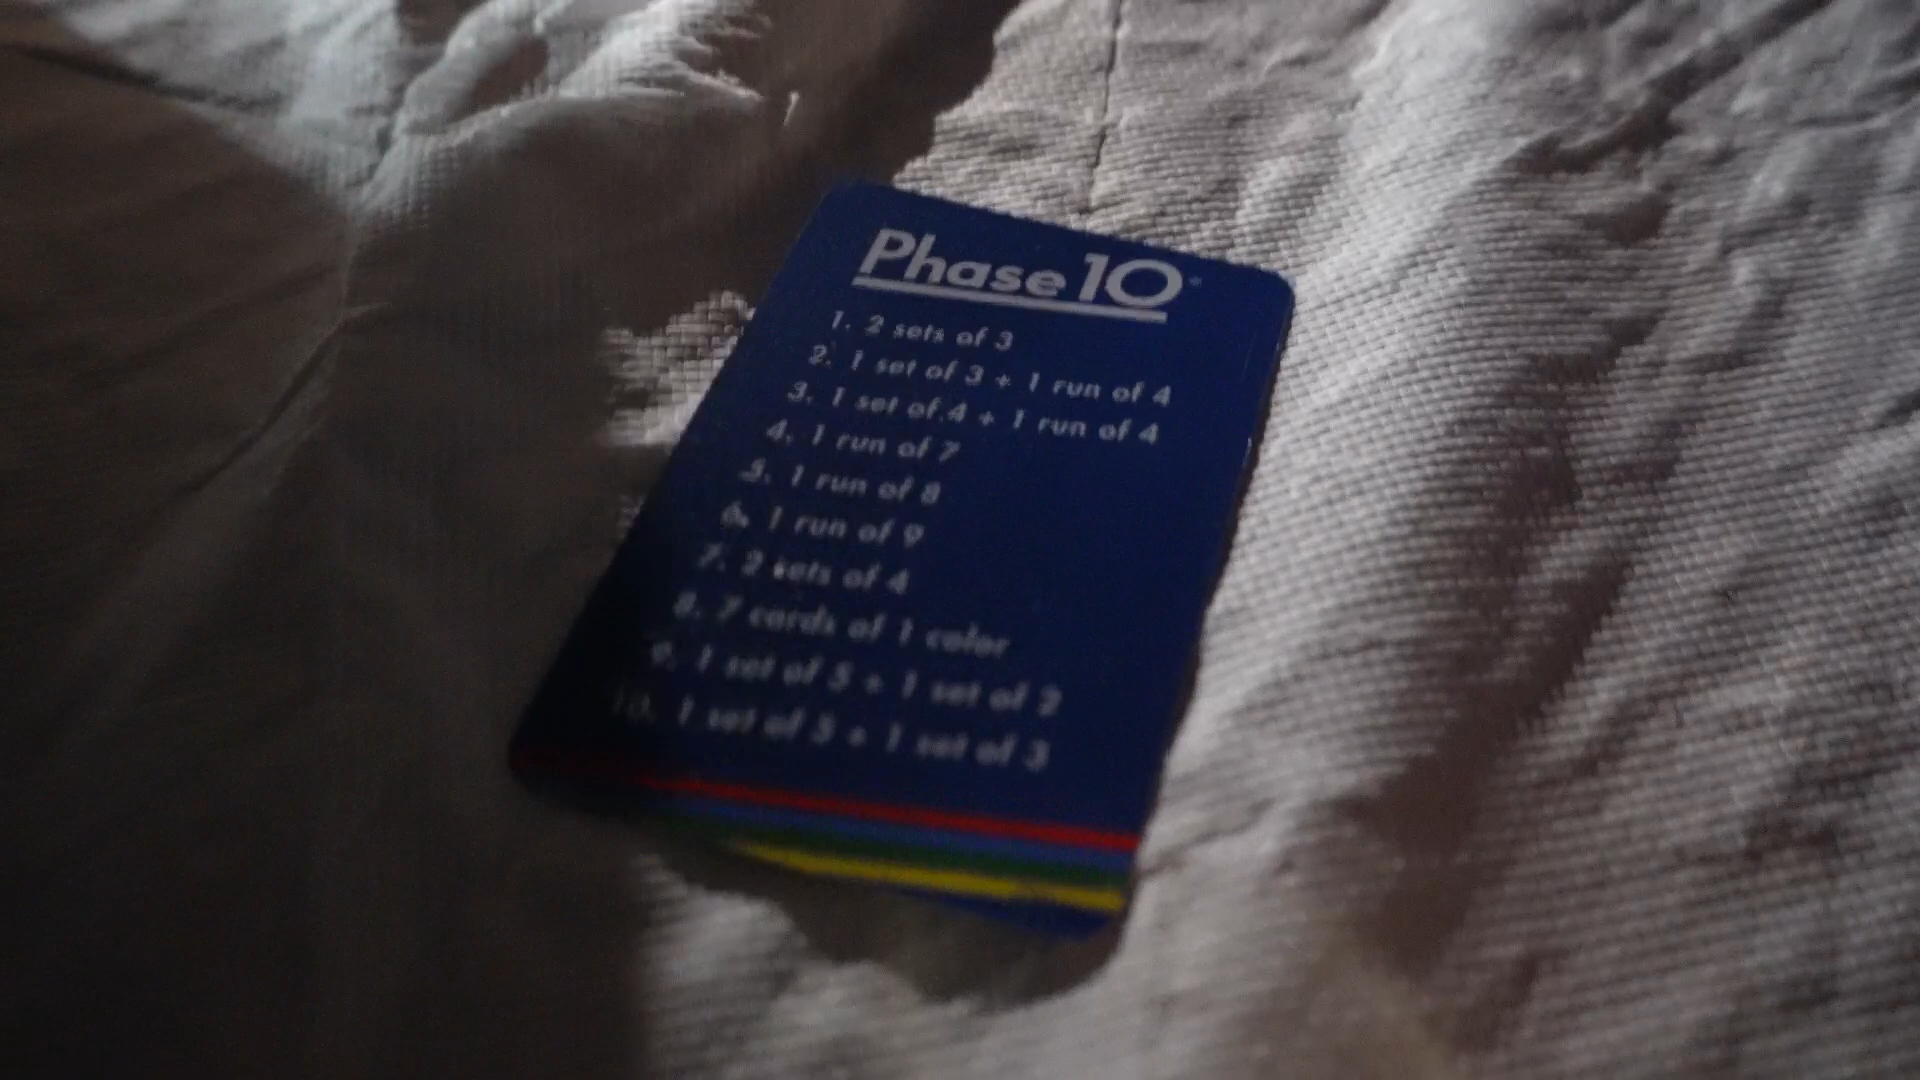 Phase 10
1. 2 sets of 3
2. 1 set of 3 + 1 run of 4
3. 1 set of 4 + 1 run of 4
4. 1 run of 7
5. 1 run of 8
6. 1 run of 9
7. 2 sets of 4
8. 7 cards of 1 color
9. 1 set of 5 + 1 set of 2
10. 1 set of 5 + 1 set of 3